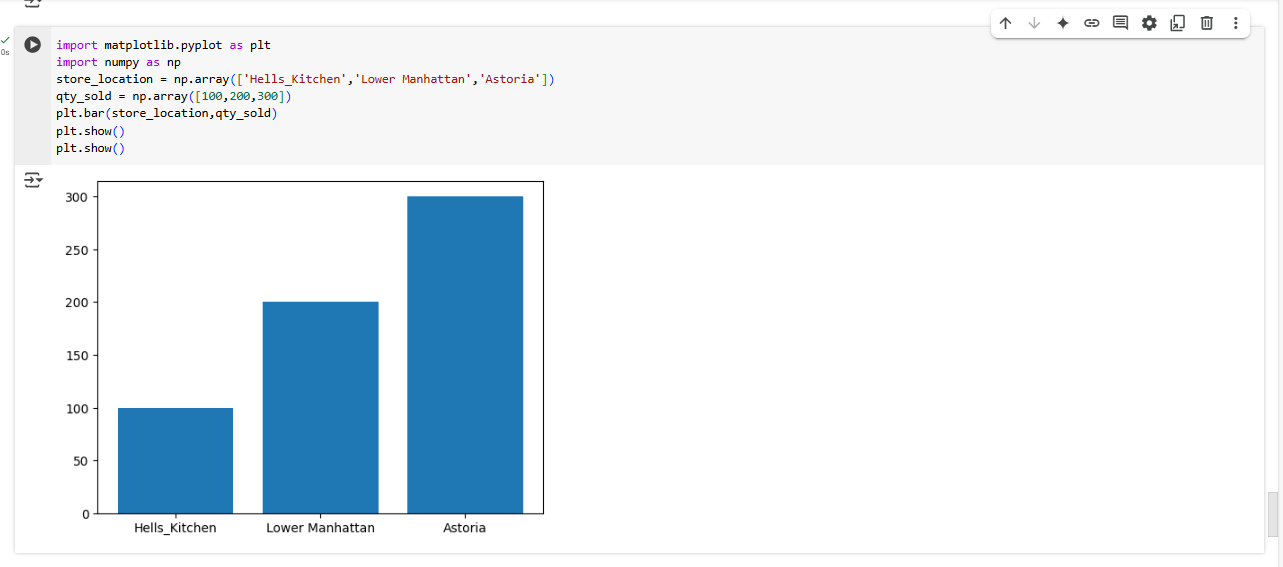 import matplotlib.pyplot as plt
0s
import numpy as np
store_location = np.array(['Hells_Kitchen','Lower Manhattan','Astoria'])
qty_sold = np.array([100,200,300])
plt.bar(store_location,qty_sold)
plt.show()
plt.show()
300
250
200
150
100
50
0
Hells_Kitchen Lower Manhattan Astoria